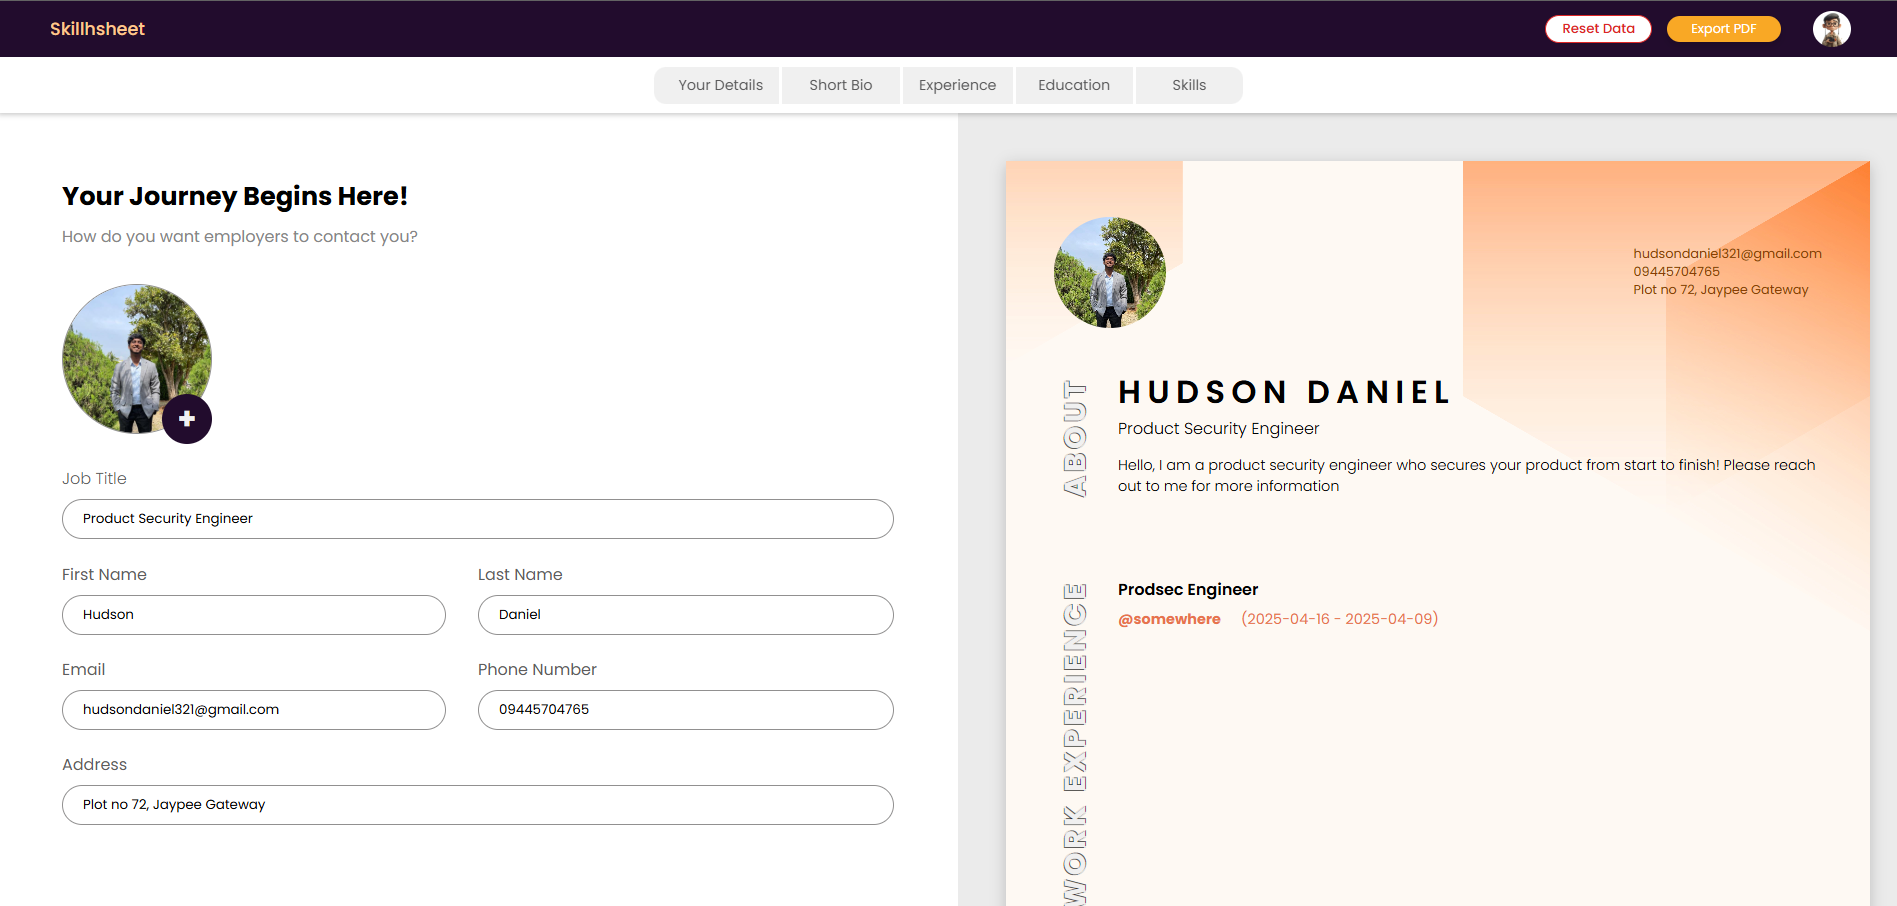 Skillhsheet
Reset Data
Export PDF
Your Details
Short Bio
Experience
Education
Skills
Your Journey Begins Here!
How do you want employers to contact you?
Job Title
Product Security Engineer
First Name
Last Name
Hudson
Daniel
Email
Phone Number
hudsondaniel321@gmail.com
09445704765
Address
Plot no 72, Jaypee Gateway
hudsondaniel321@gmail.com
09445704765
Plot no 72, Jaypee Gateway
ABOUT
HUDSON DANIEL
Product Security Engineer
Hello, I am a product security engineer who secures your product from start to finish! Please reach
out to me for more information
WORK EXPERIENCE
Prodsec Engineer
@somewhere (2025-04-16 - 2025-04-09)